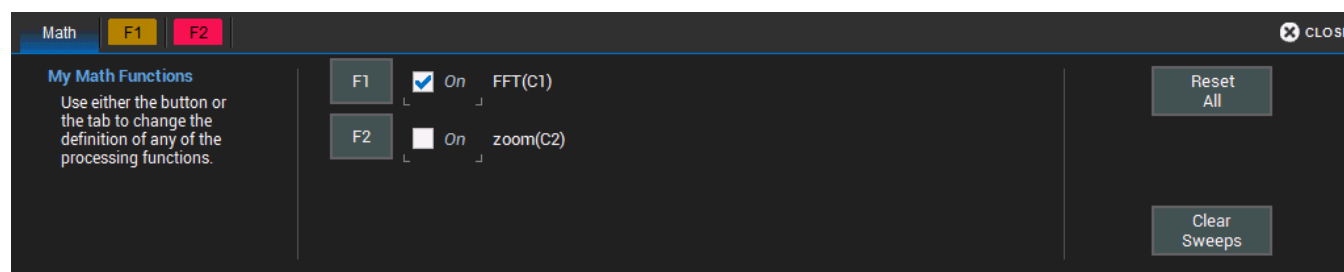 Math F1 F2
CLOSE
My Math Functions
Use either the button or
the tab to change the
definition of any of the
processing functions.
F1 On FFT(C1)
F2 On zoom(C2)
Reset
All
Clear
Sweeps